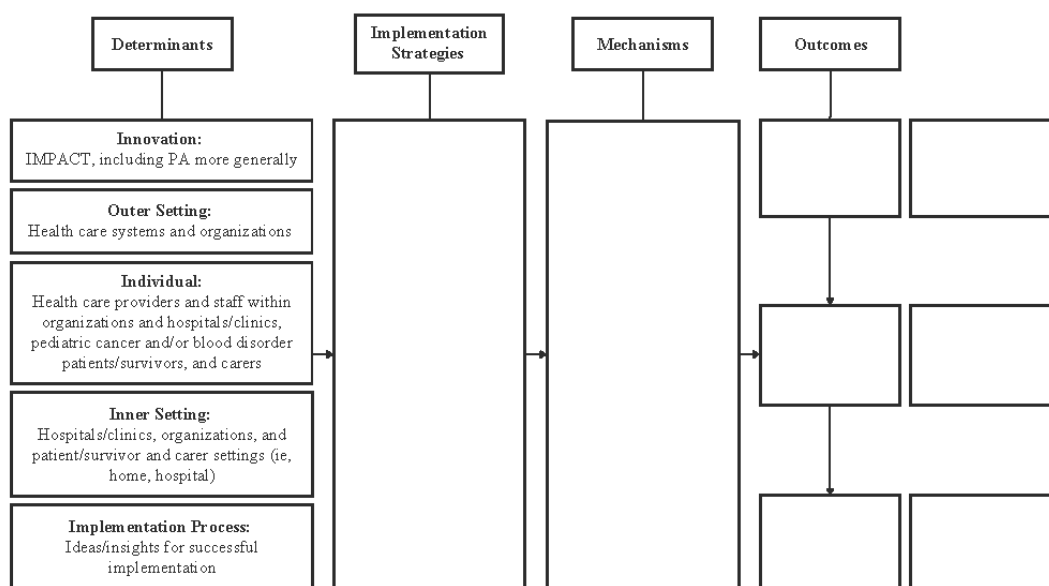 Determinants
Implementation
Strategies
Mechanisms
Outcomes
Innovation:
IMPACT, including PA more generally
Outer Setting:
Health care systems and organizations
Individual:
Health care providers and staff within
organizations and hospitals/clinics,
pediatric cancer and/or blood disorder
patients/survivors, and carers
Inner Setting:
Hospitals/clinics, organizations, and
patient/survivor and carer settings (ie,
home, hospital)
Implementation Process:
Ideas/insights for successful
implementation